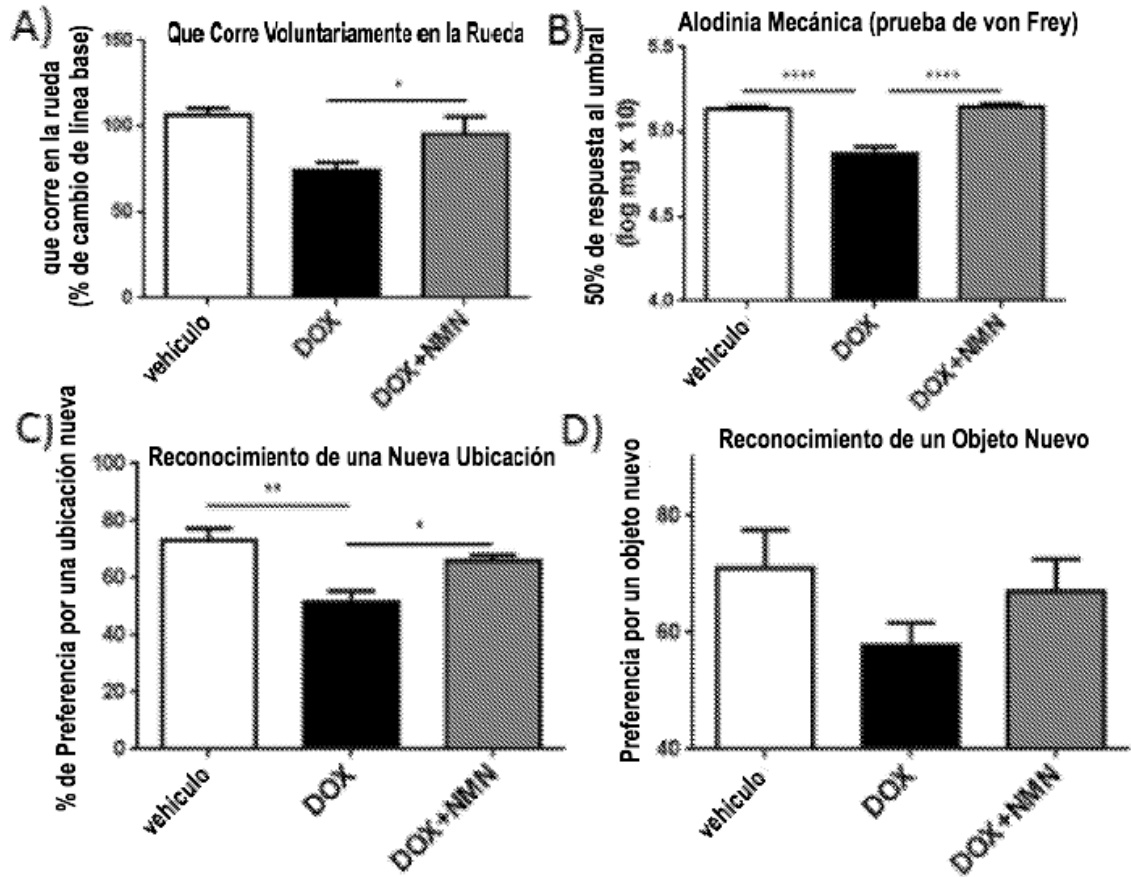 A)
Que Corre Voluntariamente en la Rueda
que corre en la rueda
(% de cambio de línea base)
150
100
50
0
*
vehículo
DOX
DOX+NMN
B)
Alodinia Mecánica (prueba de von Frey)
50% de respuesta al umbral
(log mg x 10)
5.5
5.0
4.5
4.0
****
****
vehículo
DOX
DOX+NMN
C)
Reconocimiento de una Nueva Ubicación
% de Preferencia por una ubicación nueva
100
80
60
40
20
0
**
*
vehículo
DOX
DOX+NMN
D)
Reconocimiento de un Objeto Nuevo
Preferencia por un objeto nuevo
80
60
40
vehículo
DOX
DOX+NMN